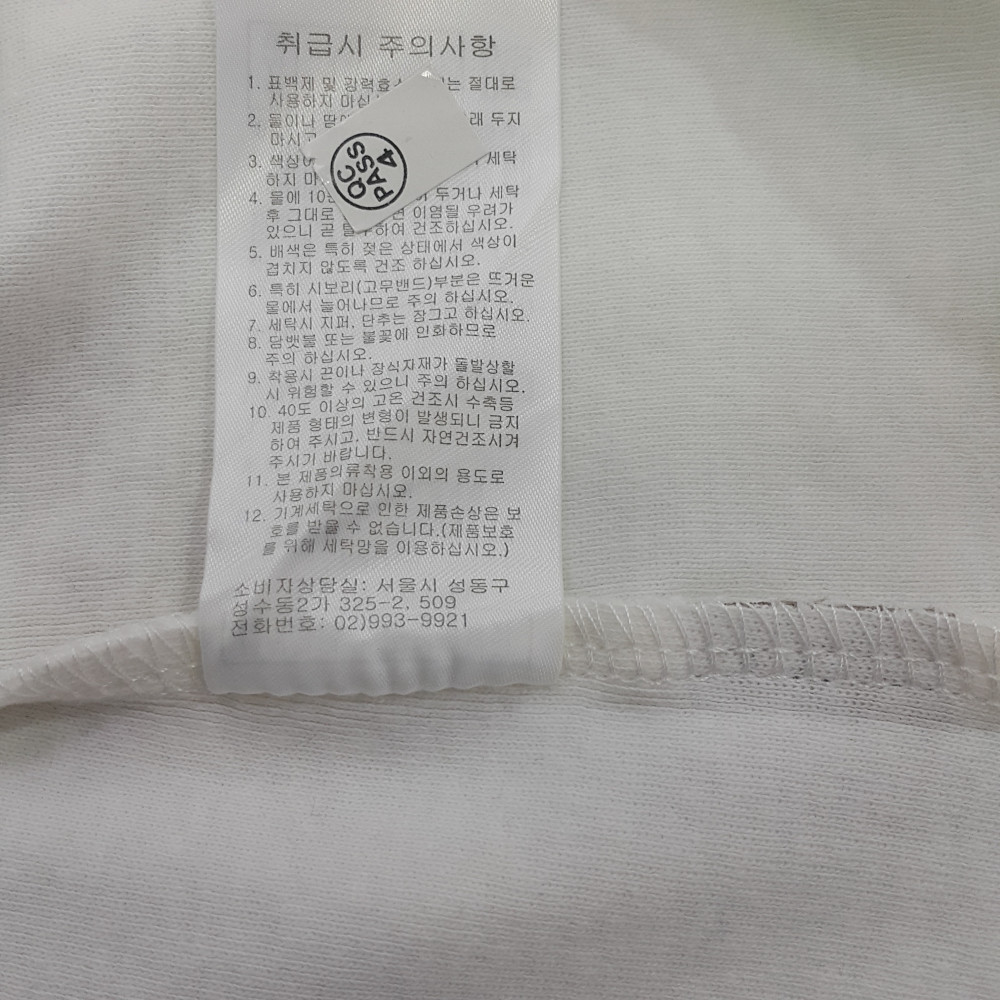 취급시 주의사항
1. 표백제 및 강력효 는 절대로
사용하지 마십
2. 물이나 땀에 래 두지
마시고
3. 색상이 세탁
하지 마
4. 물에 10 두거나 세탁
후 그대로 면 이염될 우려가
있으니 곧 탈수하여 건조하십시오.
5. 배색은 특히 젖은 상태에서 색상이
겹치지 않도록 건조 하십시오.
6. 특히 시보리(고무밴드)부분은 뜨거운
물에서 늘어나므로 주의 하십시오.
7. 세탁시 지퍼, 단추는 잠그고 하십시오.
8. 담뱃불 또는 불꽃에 인화하므로
주의 하십시오.
9. 착용시 끈이나 장식자재가 돌발상할
시 위험할 수 있으니 주의 하십시오.
10. 40도 이상의 고온 건조시 수축등
제품 형태의 변형이 발생되니 금지
하여 주시고, 반드시 자연건조시겨
주시기 바랍니다.
11. 본 제품의류착용 이외의 용도로
사용하지 마십시오.
12. 기계세탁으로 인한 제품손상은 보
호를 받을 수 없습니다.(제품보호
를 위해 세탁망을 이용하십시오.)
소비자상담실: 서울시 성동구
성수동2가 325-2, 509
전화번호: 02)993-9921
QC
PASS
4